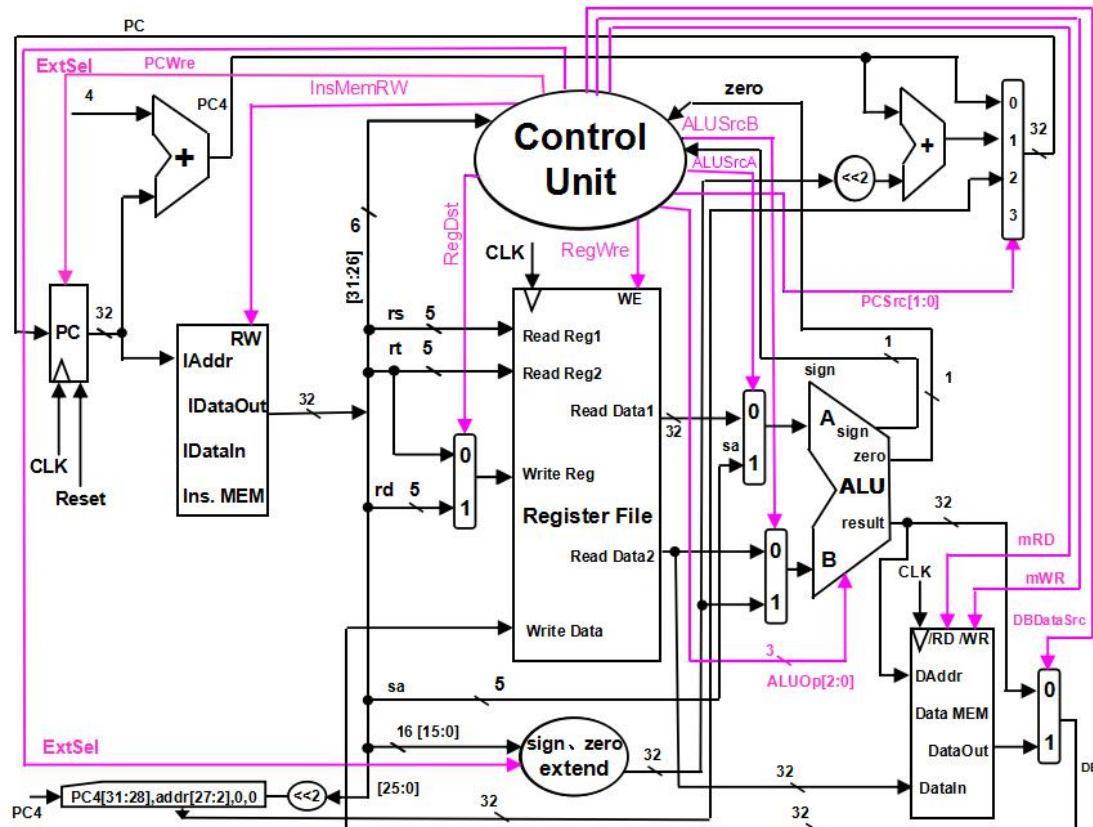 PC
ExtSel
PCWre
InsMemRW
4
PC4
+
zero
ALUSrcB
ALUSrcA
Control
Unit
<<2
+
0
1
2
3
32
6
[31:26]
RegDst
CLK
RegWre
PCSrc[1:0]
PC
32
CLK
Reset
RW
IAddr
IDataOut
IDataIn
Ins. MEM
32
rs 5
rt 5
rd 5
0
1
WE
Read Reg1
Read Reg2
Read Data1
Write Reg
Register File
Read Data2
Write Data
32
sa
0
1
0
1
sign
1
1
A
sign
zero
ALU
result
B
32
3
ALUOp[2:0]
mRD
mWR
CLK
DBDataSrc
/RD /WR
DAddr
Data MEM
DataOut
DataIn
0
1
sa 5
16 [15:0]
ExtSel
sign、zero
extend
32
[25:0]
PC4
PC4[31:28],addr[27:2],0,0
<<2
32
32
32